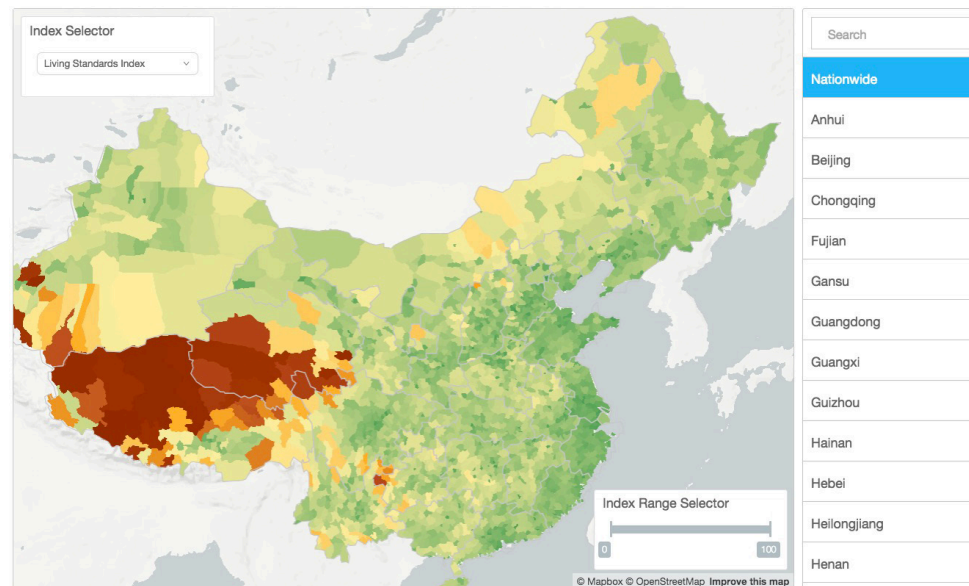 Index Selector
Living Standards Index
Search
Nationwide
Anhui
Beijing
Chongqing
Fujian
Gansu
Guangdong
Guangxi
Guizhou
Hainan
Hebei
Heilongjiang
Henan
Index Range Selector
0
100
© Mapbox © OpenStreetMap Improve this map